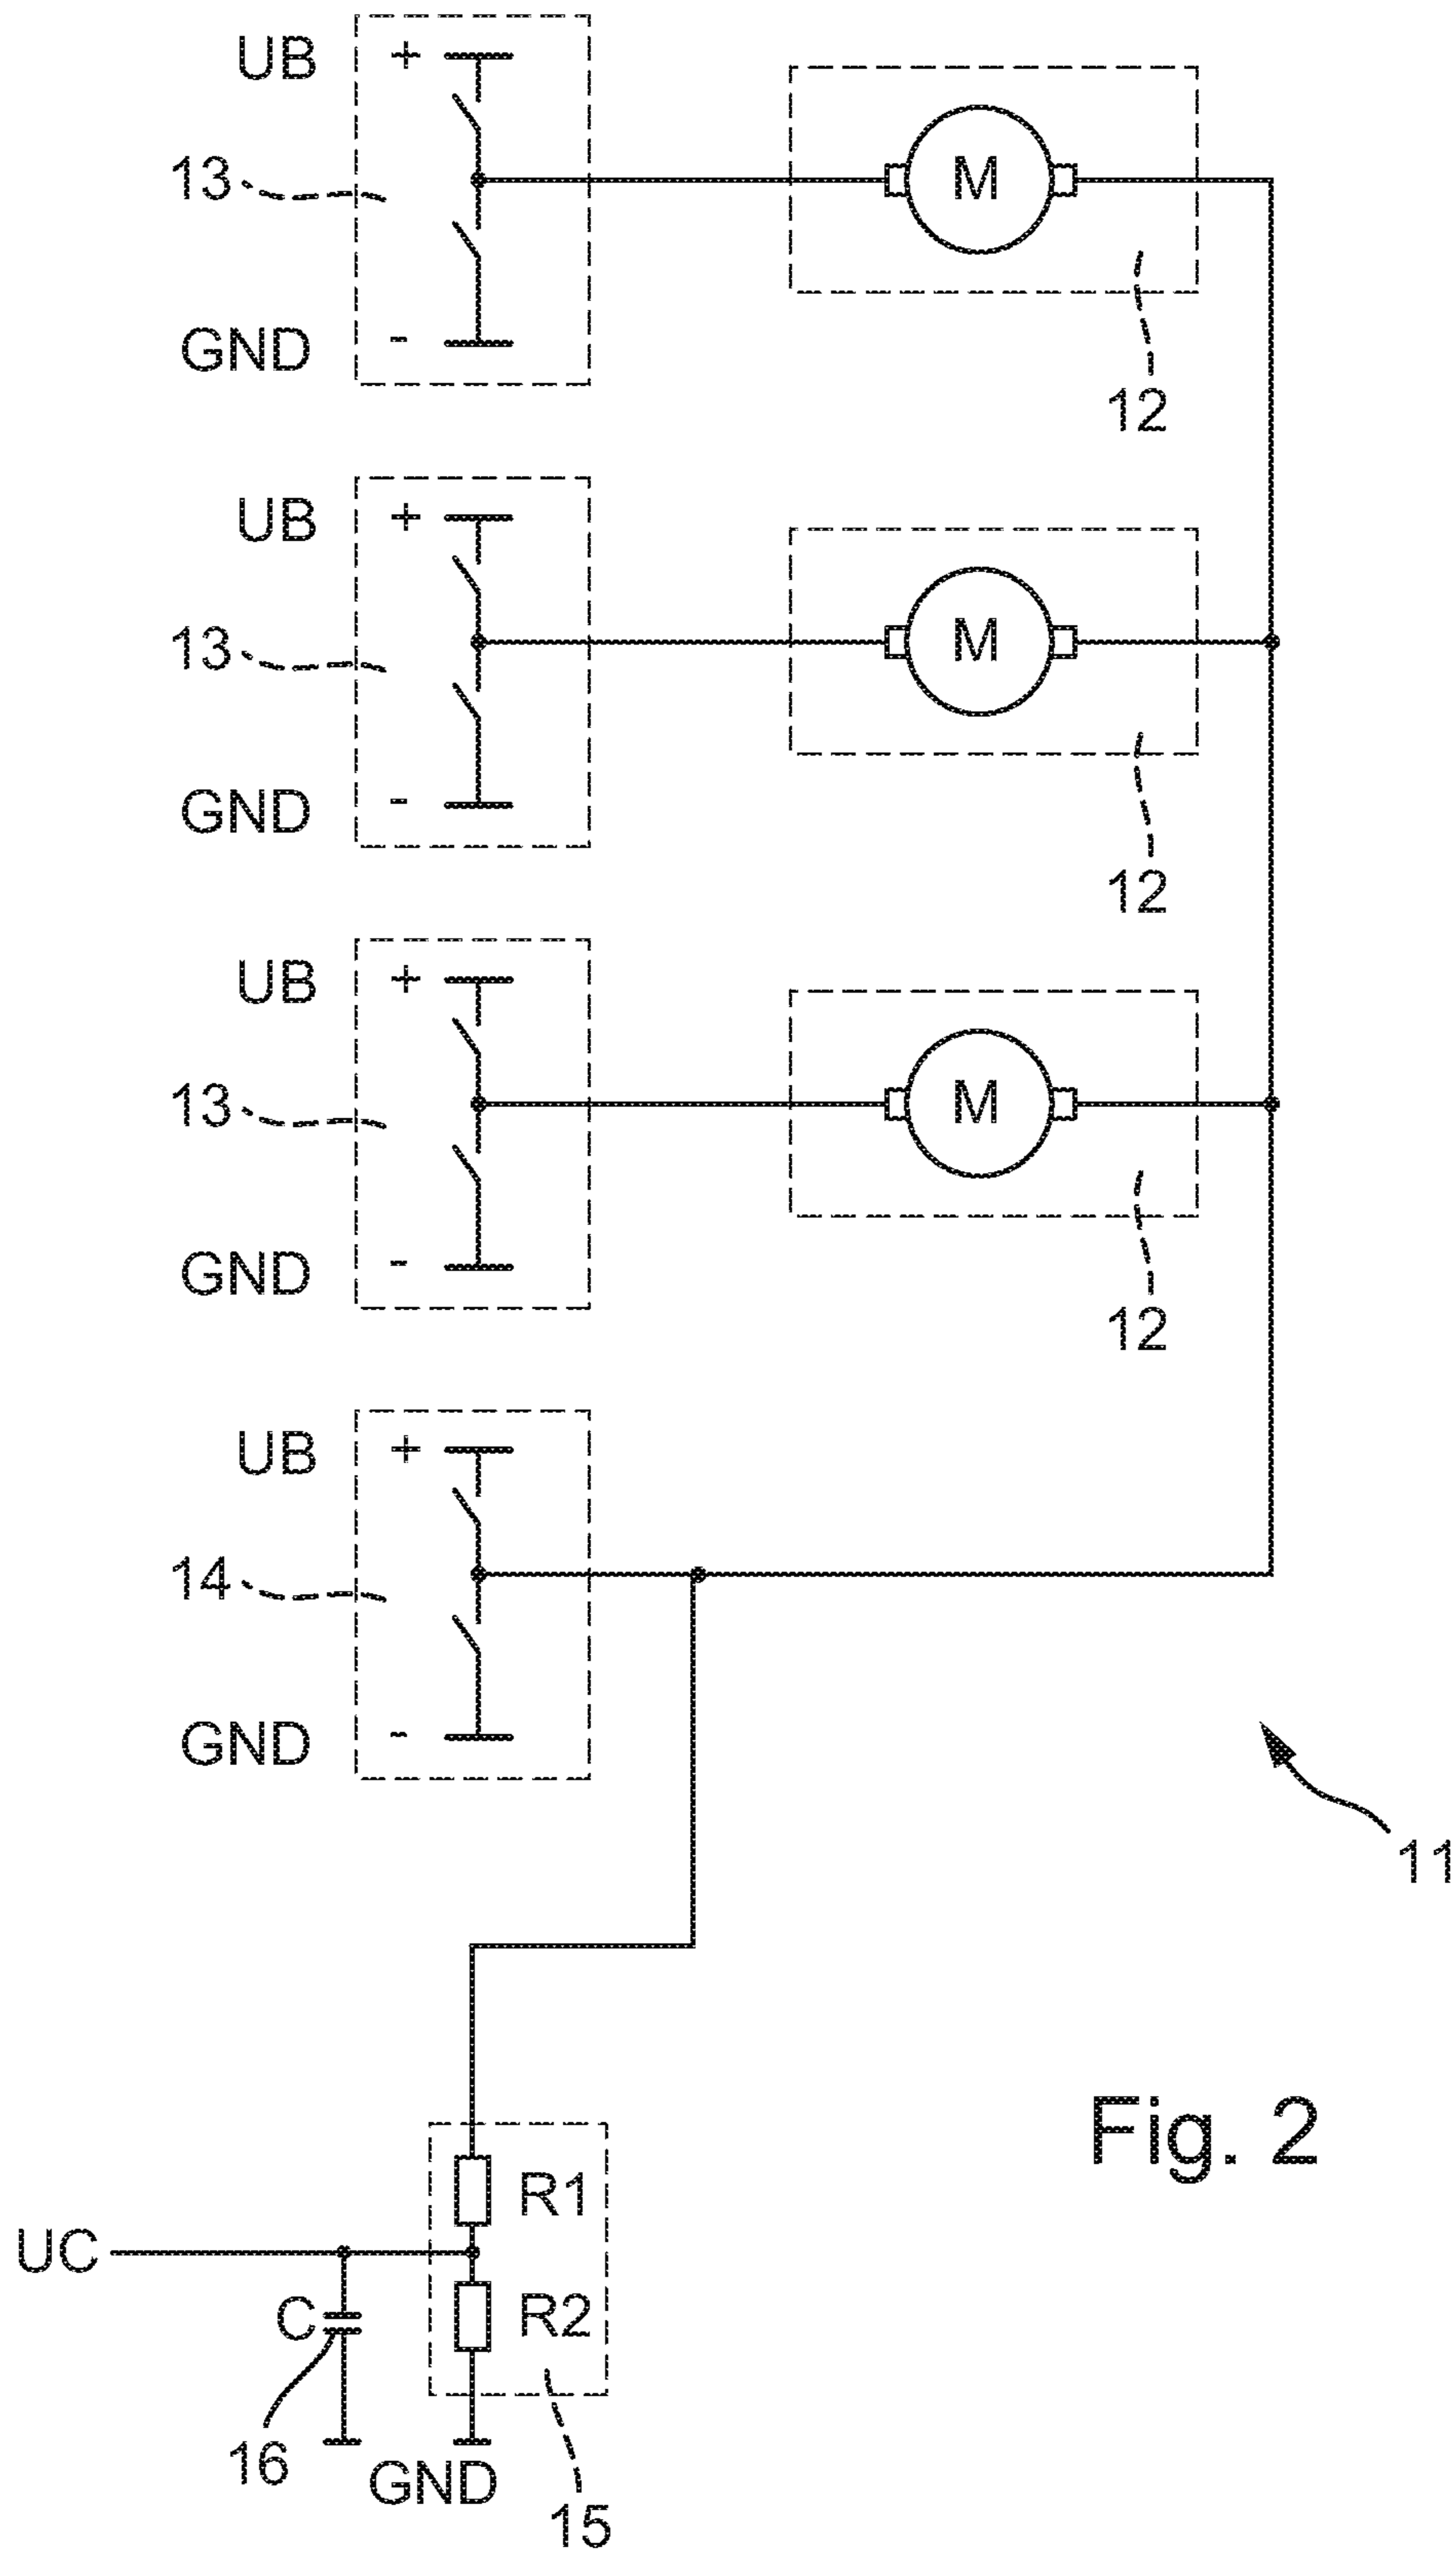 UB +
13 M
GND - 12
UB +
13 M
GND - 12
UB +
13 M
GND - 12
UB +
14
GND -
11
Fig. 2
R1
UC
C R2
16 GND 15